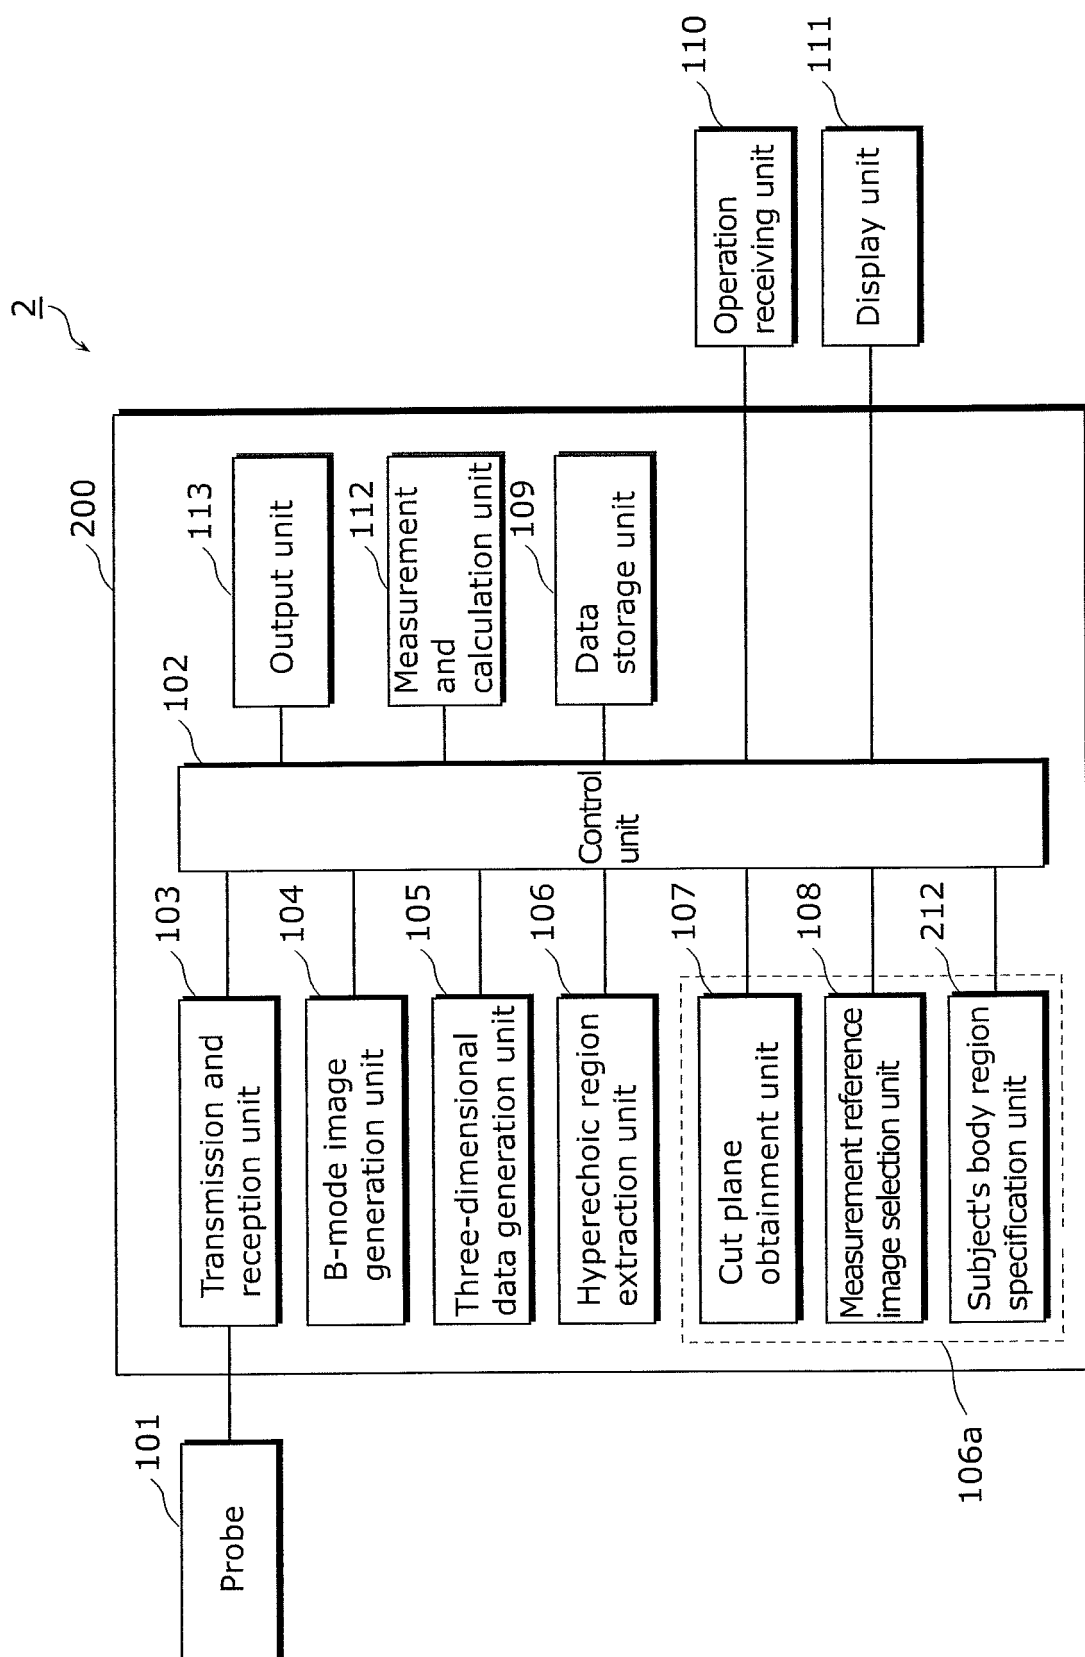 2
200
101
Probe
103
Transmission and
reception unit
104
B-mode image
generation unit
105
Three-dimensional
data generation unit
106
Hyperechoic region
extraction unit
107
Cut plane
obtainment unit
108
Measurement reference
image selection unit
212
Subject's body region
specification unit
106a
102
Control
unit
113
Output unit
112
Measurement
and
calculation unit
109
Data
storage unit
110
Operation
receiving unit
111
Display unit